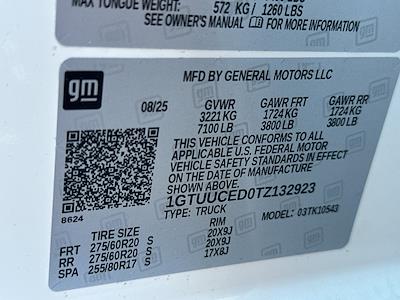 MAX TONGUE WEIGHT: 572 KG / 1260 LBS
SEE OWNER'S MANUAL FOR MORE INFORMATION
gm
MFD BY GENERAL MOTORS LLC
08/25 GVWR GAWR FRT GAWR RR
3221 KG 1724 KG 1724 KG
7100 LB 3800 LB 3800 LB
THIS VEHICLE CONFORMS TO ALL
APPLICABLE U.S. FEDERAL MOTOR
VEHICLE SAFETY STANDARDS IN
EFFECT ON THE DATE OF
MANUFACTURE SHOWN ABOVE.
1GTUUCED0TZ132923
TYPE: TRUCK MODEL: 03TK10543
8624
TIRE SIZE RIM
FRT 275/60R20 S 20X9J
RR 275/60R20 S 20X9J
SPA 255/80R17 S 17X8J